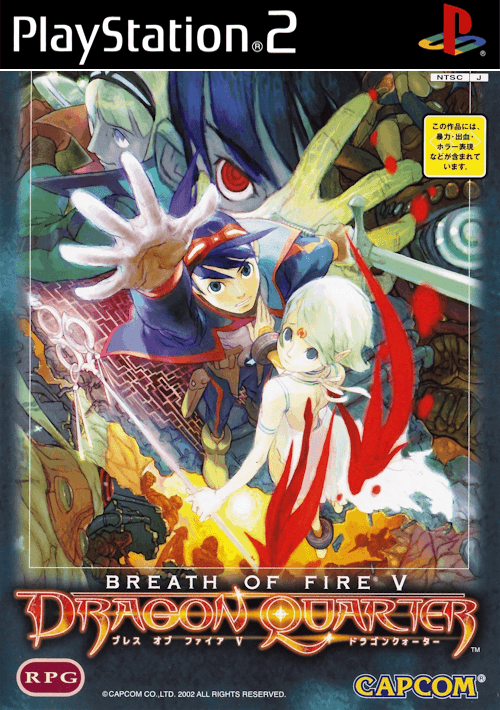 PlayStation®2
®
NTSC J
この作品には、
暴力・出血・
ホラー表現
などが含まれて
います。
BREATH OF FIRE V
DRAGON QUARTER
ブレス オブ ファイア V ドラゴンクォーター
TM
RPG
©CAPCOM CO.,LTD. 2002 ALL RIGHTS RESERVED.
CAPCOM®